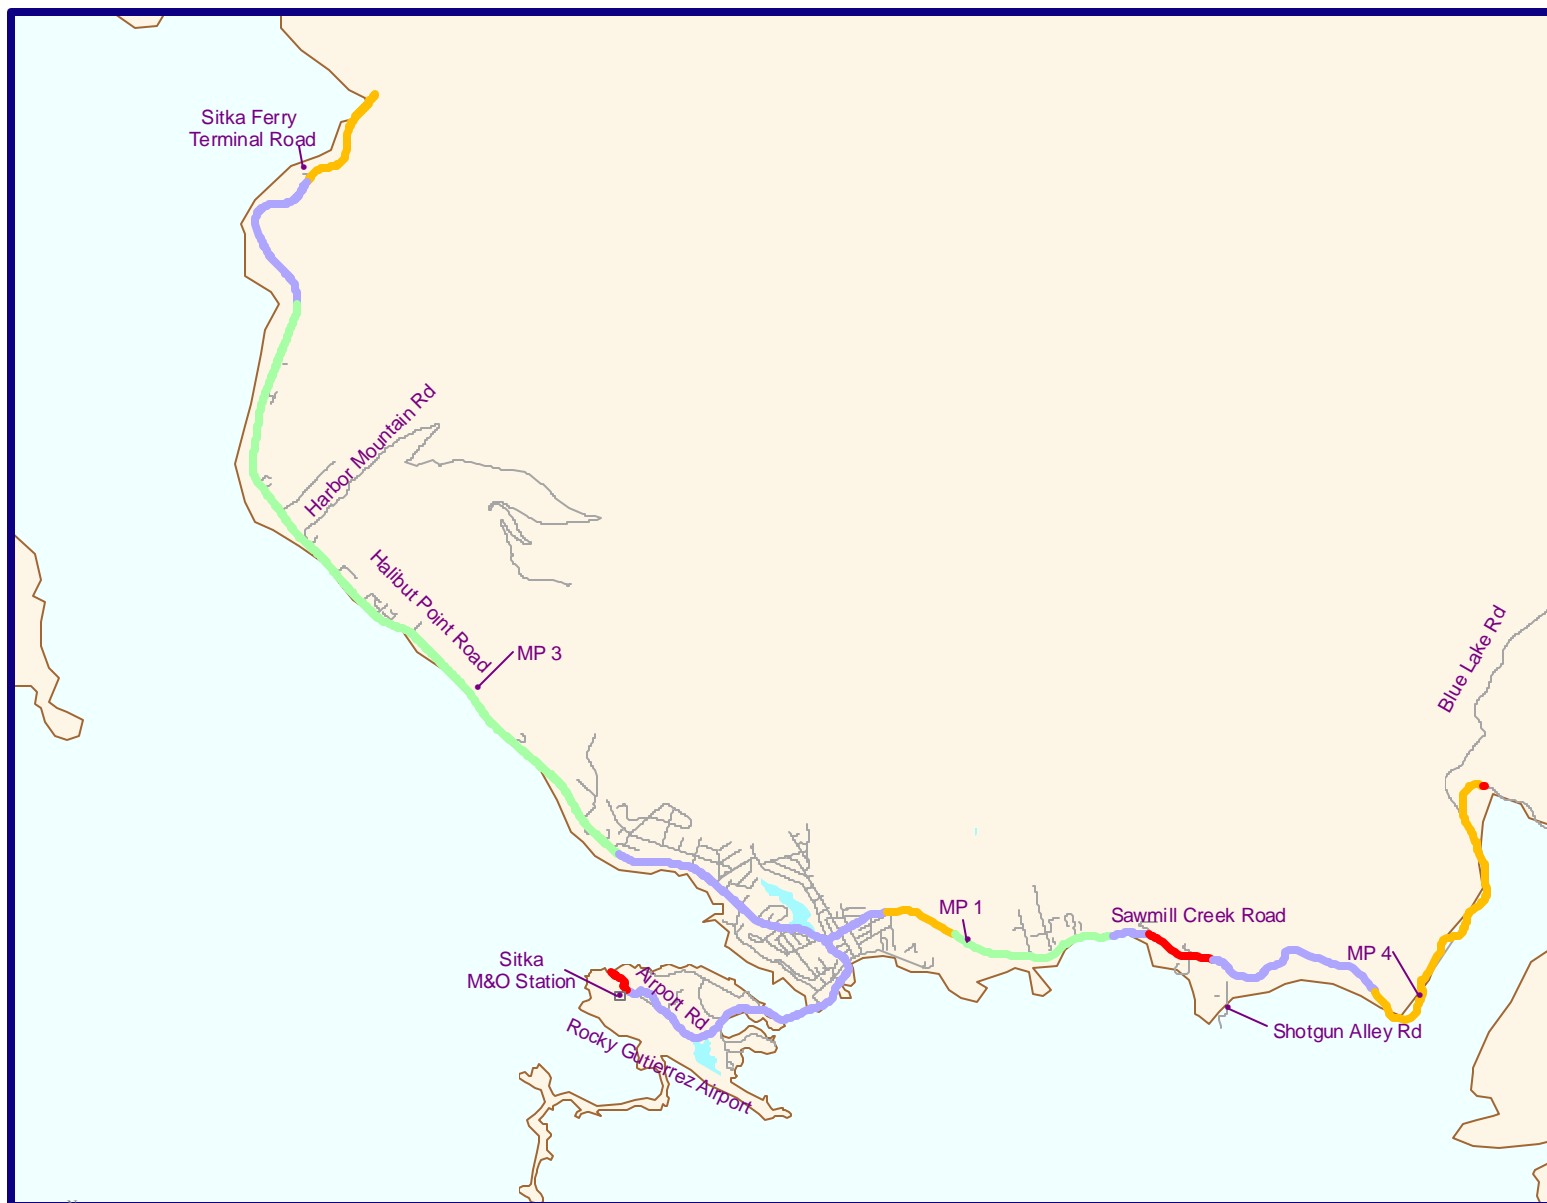 Sitka Ferry
Terminal Road
Harbor Mountain Rd
Halibut Point Road
MP 3
Blue Lake Rd
MP 1
Sawmill Creek Road
MP 4
Sitka
M&O Station
Airport Rd
Rocky Gutierrez Airport
Shotgun Alley Rd